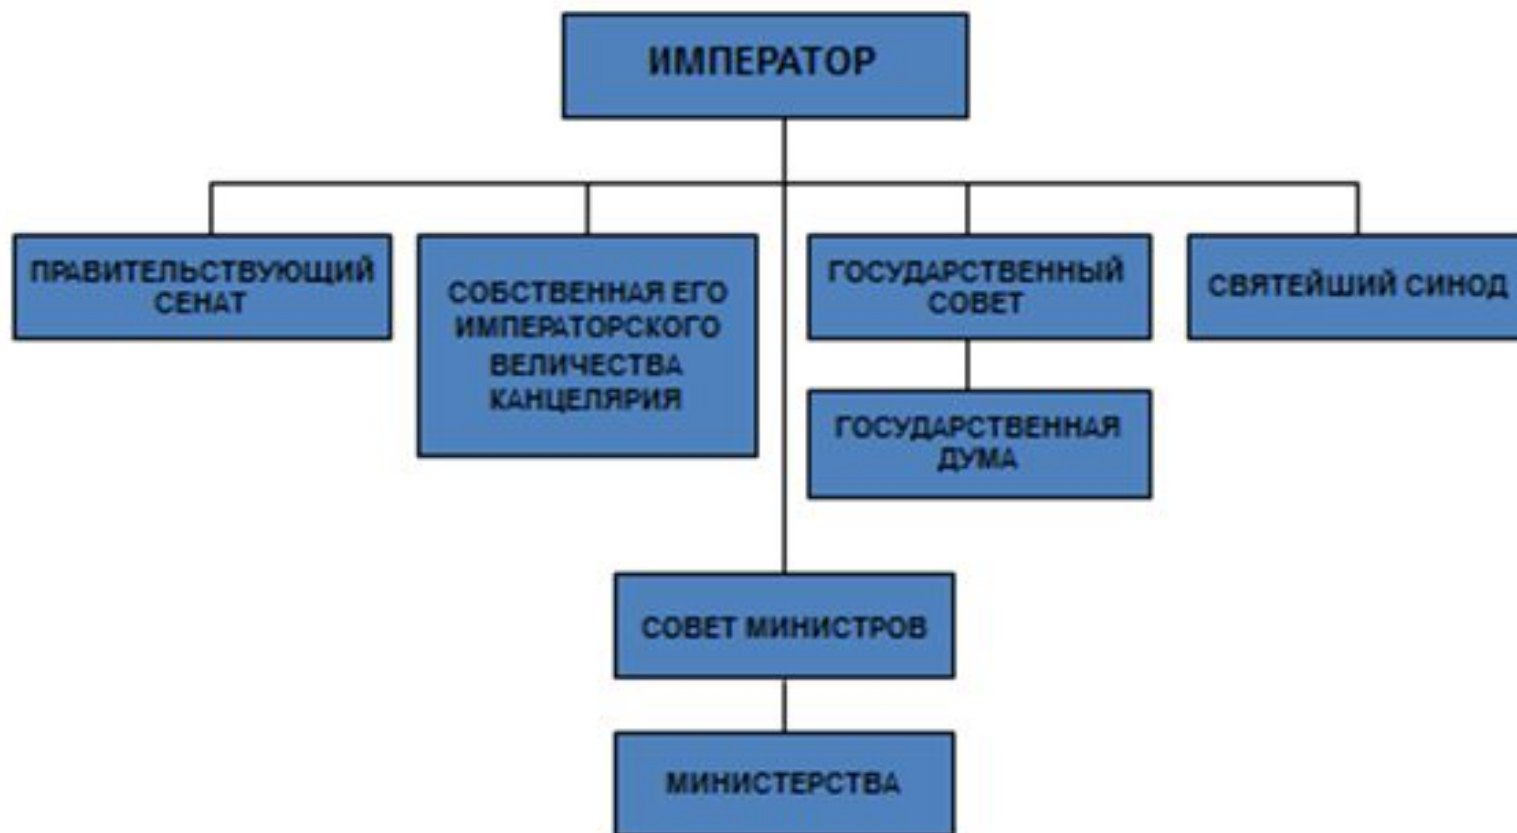 ИМПЕРАТОР
ПРАВИТЕЛЬСТВУЮЩИЙ
СЕНАТ
СОБСТВЕННАЯ ЕГО
ИМПЕРАТОРСКОГО
ВЕЛИЧЕСТВА
КАНЦЕЛЯРИЯ
ГОСУДАРСТВЕННЫЙ
СОВЕТ
СВЯТЕЙШИЙ СИНОД
ГОСУДАРСТВЕННАЯ
ДУМА
СОВЕТ МИНИСТРОВ
МИНИСТЕРСТВА